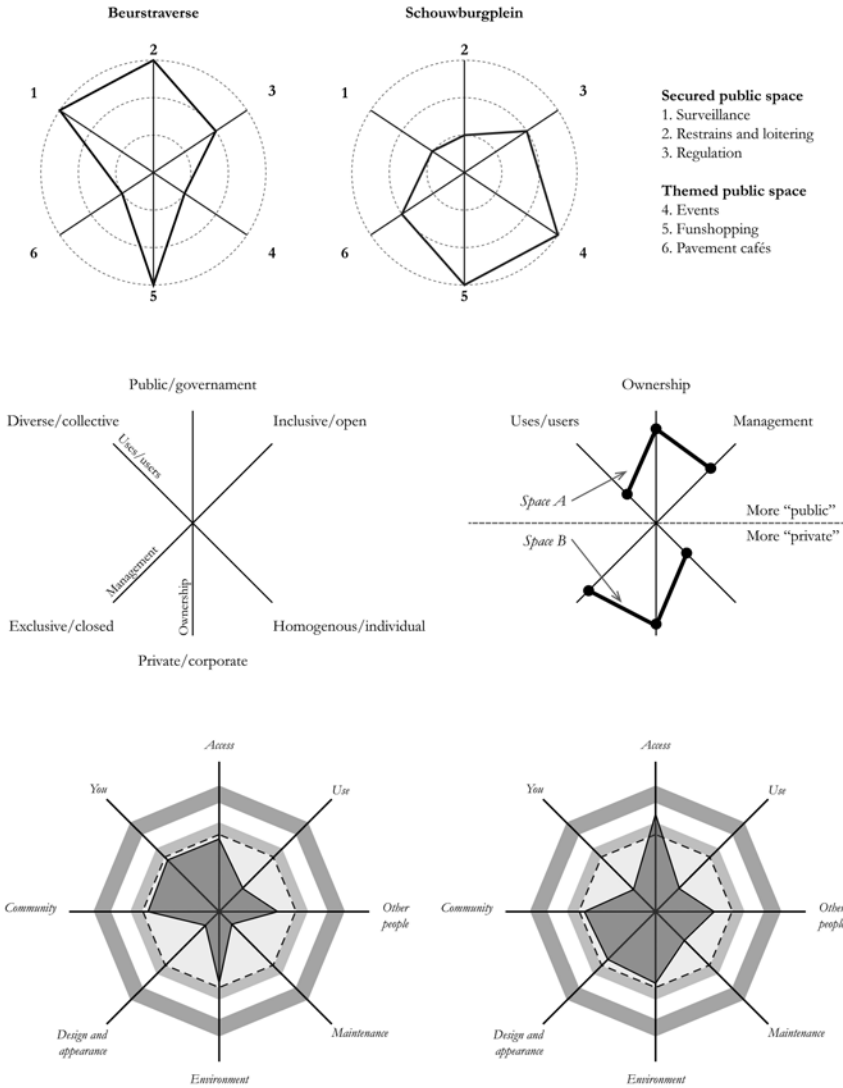 Beurstraverse
Schouwburgplein
2
1
3
6
4
5
2
1
3
6
4
5
Secured public space
1. Surveillance
2. Restrains and loitering
3. Regulation
Themed public space
4. Events
5. Funshopping
6. Pavement cafés
Public/governament
Diverse/collective
Inclusive/open
Uses/users
Management
Ownership
Exclusive/closed
Homogenous/individual
Private/corporate
Ownership
Uses/users
Management
Space A
More “public”
More “private”
Space B
Access
You
Use
Community
Other
people
Design and
appearance
Maintenance
Environment
Access
You
Use
Community
Other
people
Design and
appearance
Maintenance
Environment